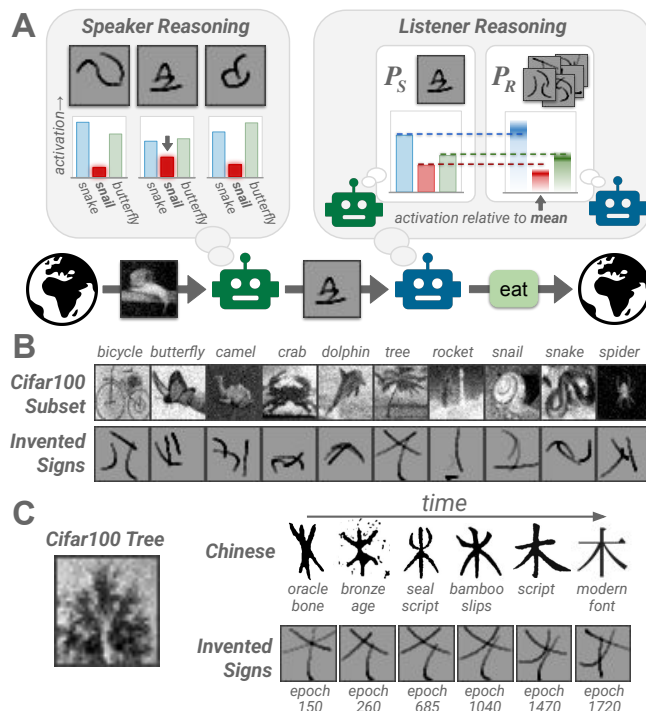 A
Speaker Reasoning
Listener Reasoning
activation→
snake
snail
butterfly
snake
snail
butterfly
snake
snail
butterfly
P_S
P_R
activation relative to mean
eat
B
bicycle butterfly camel crab dolphin tree rocket snail snake spider
Cifar100
Subset
Invented
Signs
C
Cifar100 Tree
time
Chinese
木
oracle
bone
bronze
age
seal
script
bamboo
slips
script
modern
font
Invented
Signs
epoch
150
epoch
260
epoch
685
epoch
1040
epoch
1470
epoch
1720